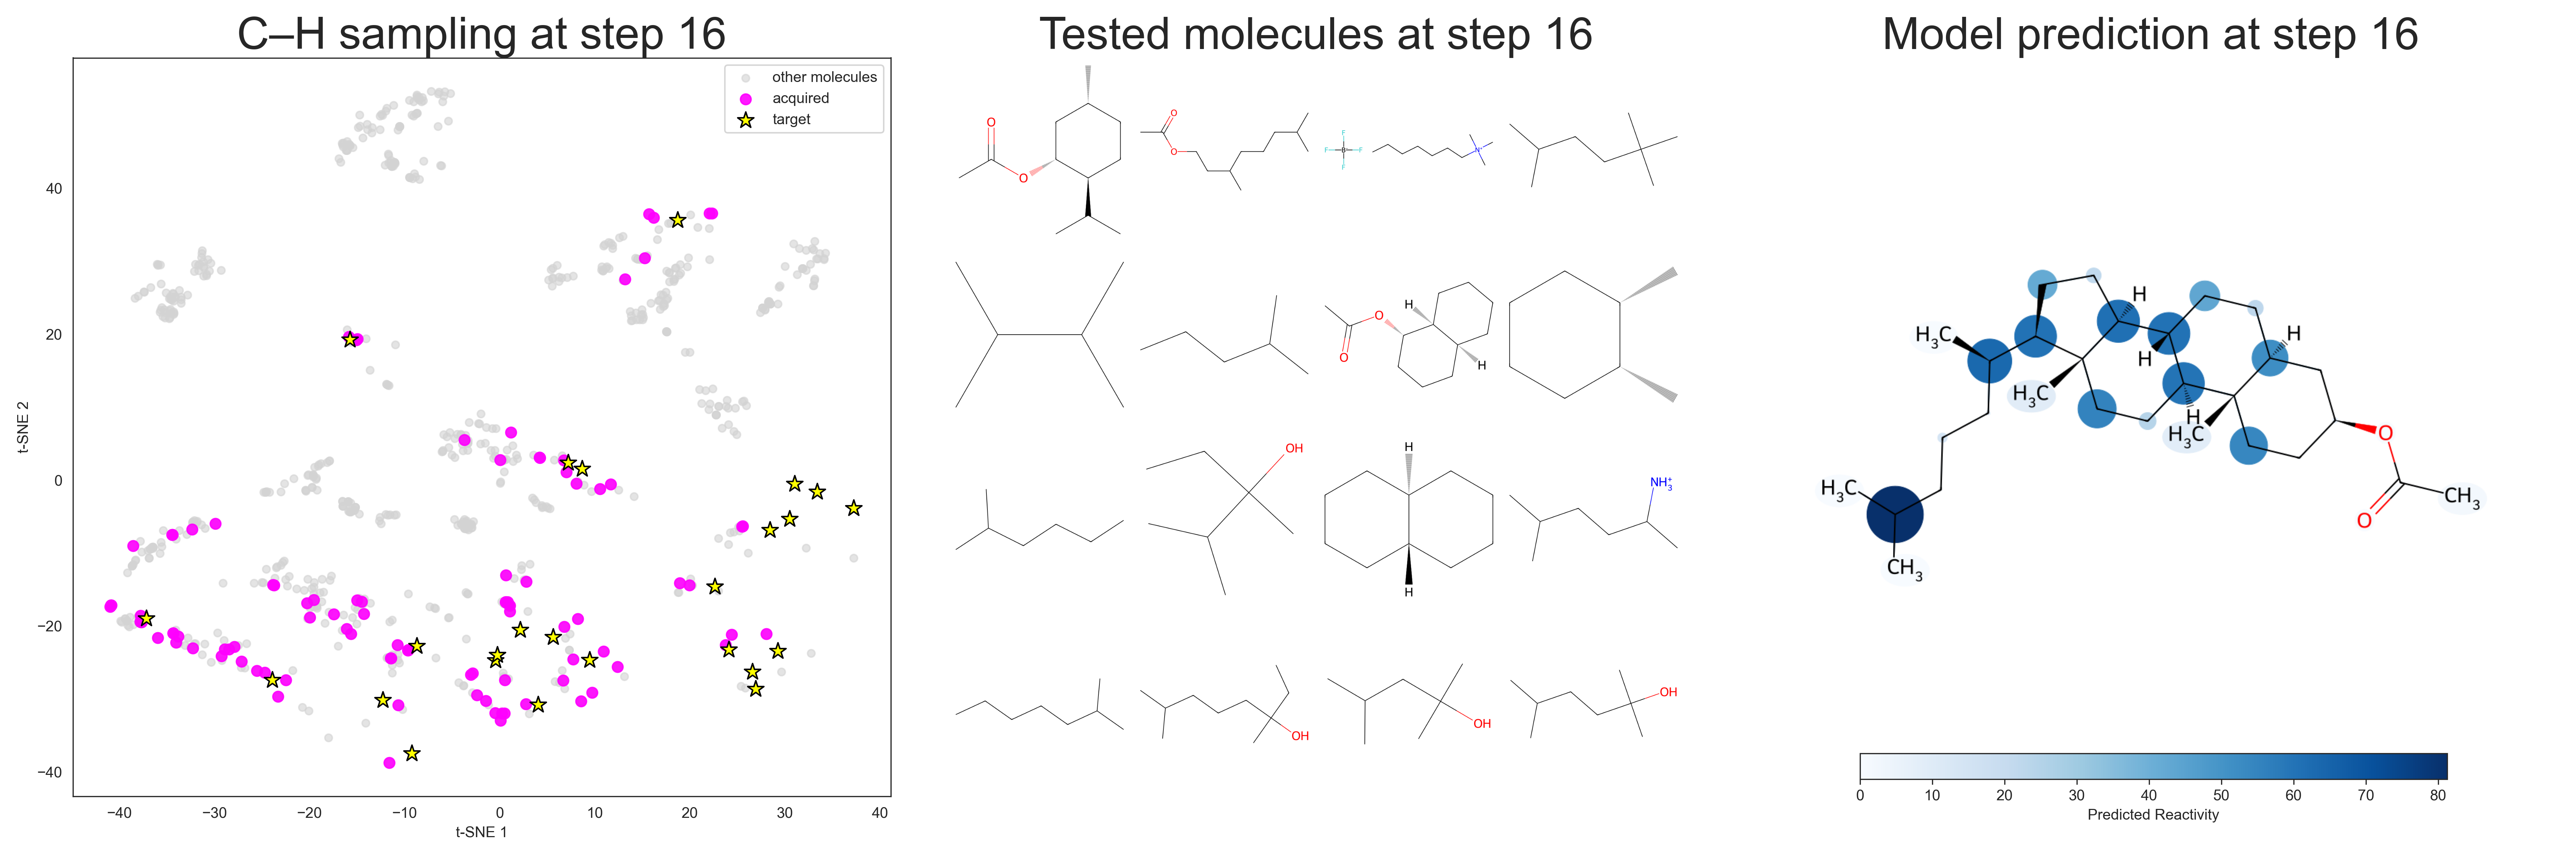 C–H sampling at step 16
Tested molecules at step 16
Model prediction at step 16
other molecules
acquired
target
t-SNE 2
40
20
0
−20
−40
−40
−30
−20
−10
0
10
20
30
40
t-SNE 1
O
O
O
O
F
F
B
F
F
N⁺
H
O
O
H
H
OH
NH₃⁺
H
OH
OH
OH
H
H₃C
H
H
H₃C
H
H₃C
O
H₃C
CH₃
O
CH₃
0
10
20
30
40
50
60
70
80
Predicted Reactivity